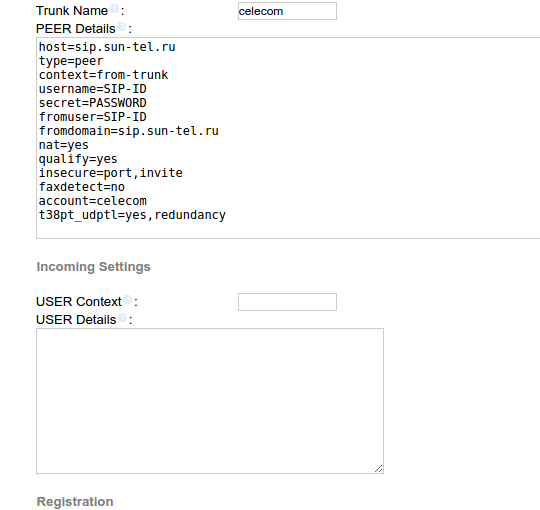 Trunk Name?:
celecom
PEER Details?:
host=sip.sun-tel.ru
type=peer
context=from-trunk
username=SIP-ID
secret=PASSWORD
fromuser=SIP-ID
fromdomain=sip.sun-tel.ru
nat=yes
qualify=yes
insecure=port,invite
faxdetect=no
account=celecom
t38pt_udptl=yes,redundancy
Incoming Settings
USER Context?:
USER Details?:
Registration